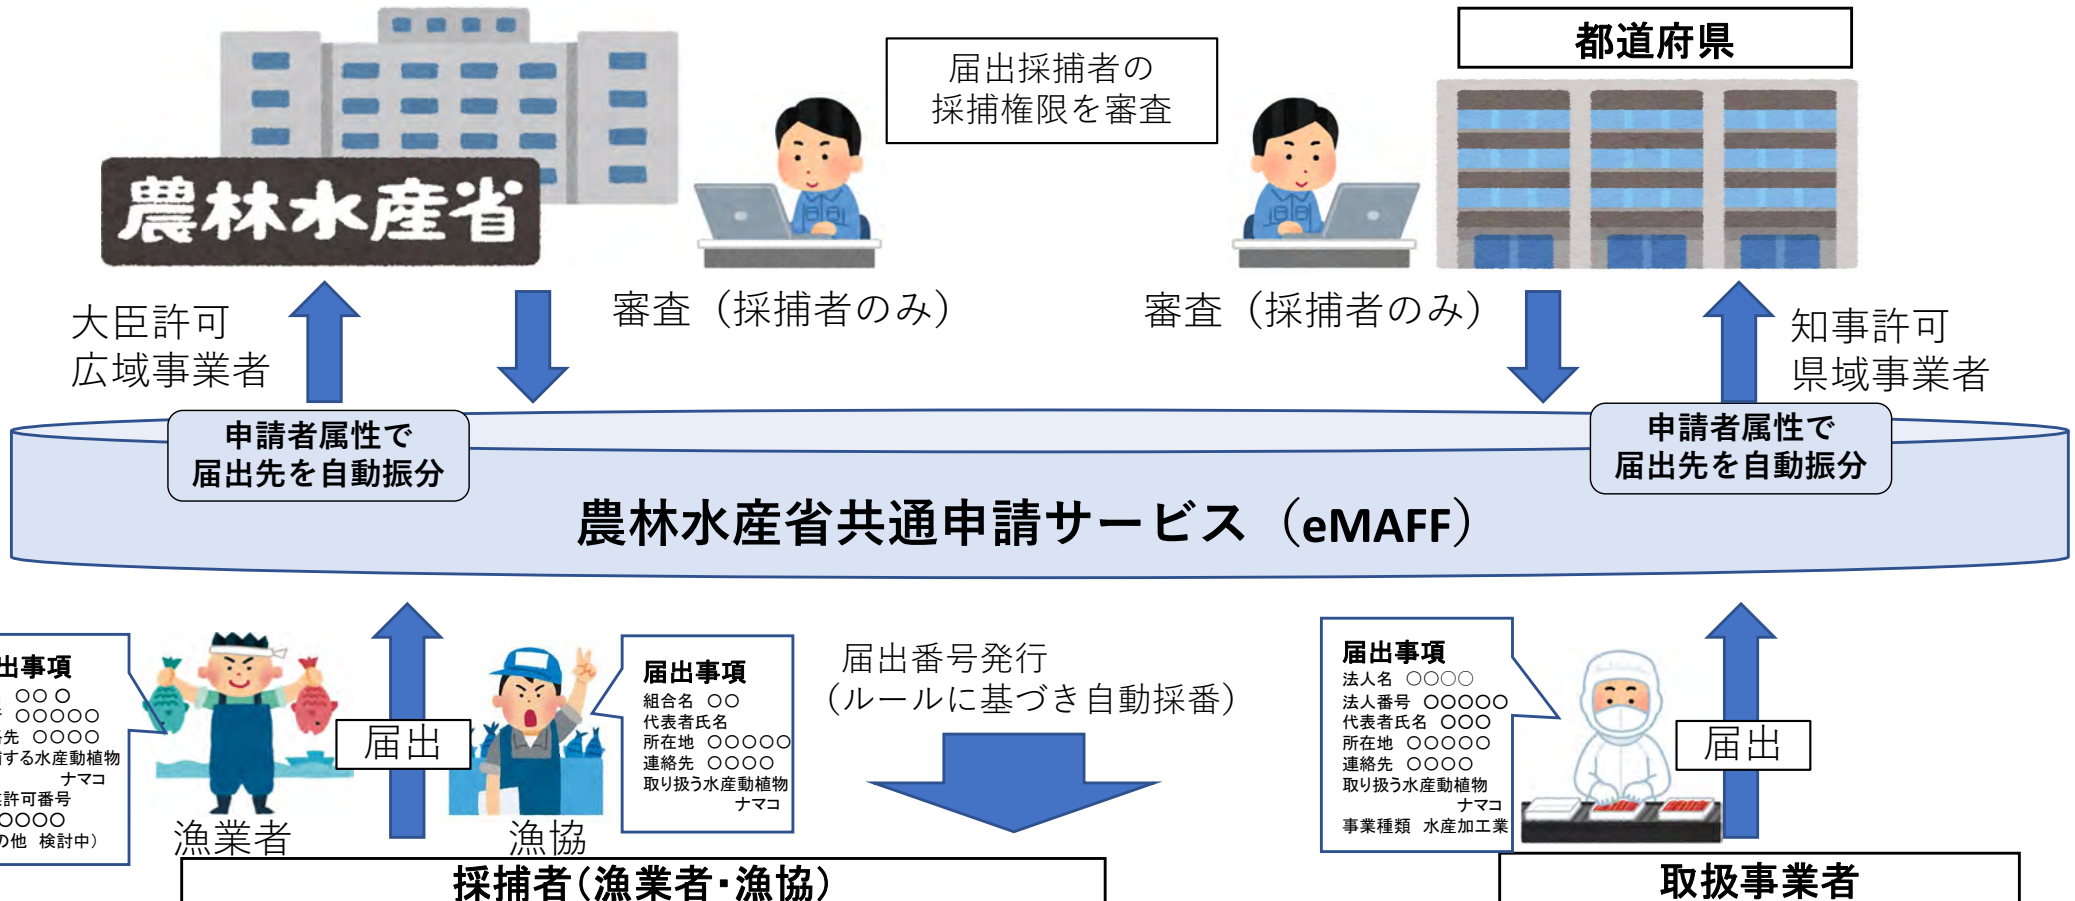 農林水産省
届出採捕者の
採捕権限を審査
都道府県
大臣許可
広域事業者
審査（採捕者のみ）
審査（採捕者のみ）
知事許可
県域事業者
申請者属性で
届出先を自動振分
申請者属性で
届出先を自動振分
農林水産省共通申請サービス（eMAFF）
出事項
○○○
○○○○○
先 ○○○○
する水産動植物
ナマコ
許可番号
○○○○
の他 検討中）
漁業者
届出
漁協
届出事項
組合名 ○○
代表者氏名
所在地 ○○○○○
連絡先 ○○○○
取り扱う水産動植物
ナマコ
届出番号発行
（ルールに基づき自動採番）
届出事項
法人名 ○○○○
法人番号 ○○○○○
代表者氏名 ○○○
所在地 ○○○○○
連絡先 ○○○○
取り扱う水産動植物
ナマコ
事業種類 水産加工業
届出
採捕者（漁業者・漁協）
取扱事業者